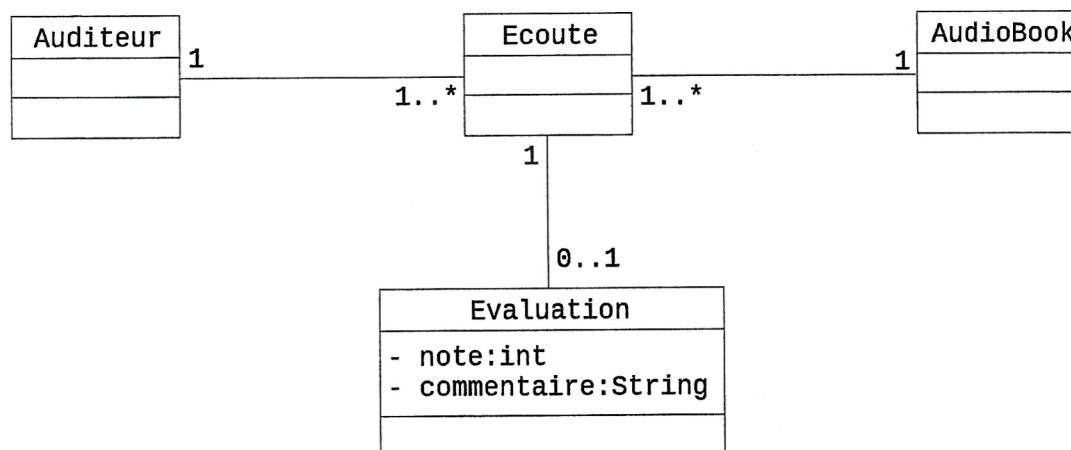 Auditeur
Ecoute
AudioBook
1
1..*
1..*
1
1
0..1
Evaluation
- note:int
- commentaire:String